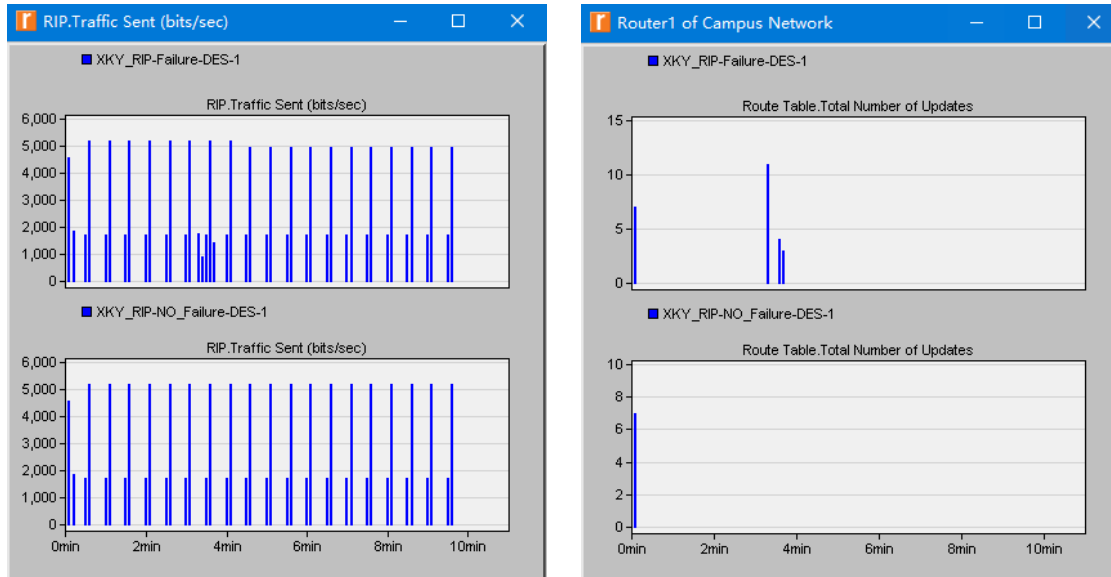 RIP.Traffic Sent (bits/sec)
XKY_RIP-Failure-DES-1
RIP.Traffic Sent (bits/sec)
6,000
5,000
4,000
3,000
2,000
1,000
0
XKY_RIP-NO_Failure-DES-1
RIP.Traffic Sent (bits/sec)
6,000
5,000
4,000
3,000
2,000
1,000
0
0min 2min 4min 6min 8min 10min
Router1 of Campus Network
XKY_RIP-Failure-DES-1
Route Table.Total Number of Updates
15
10
5
0
XKY_RIP-NO_Failure-DES-1
Route Table.Total Number of Updates
10
8
6
4
2
0
0min 2min 4min 6min 8min 10min